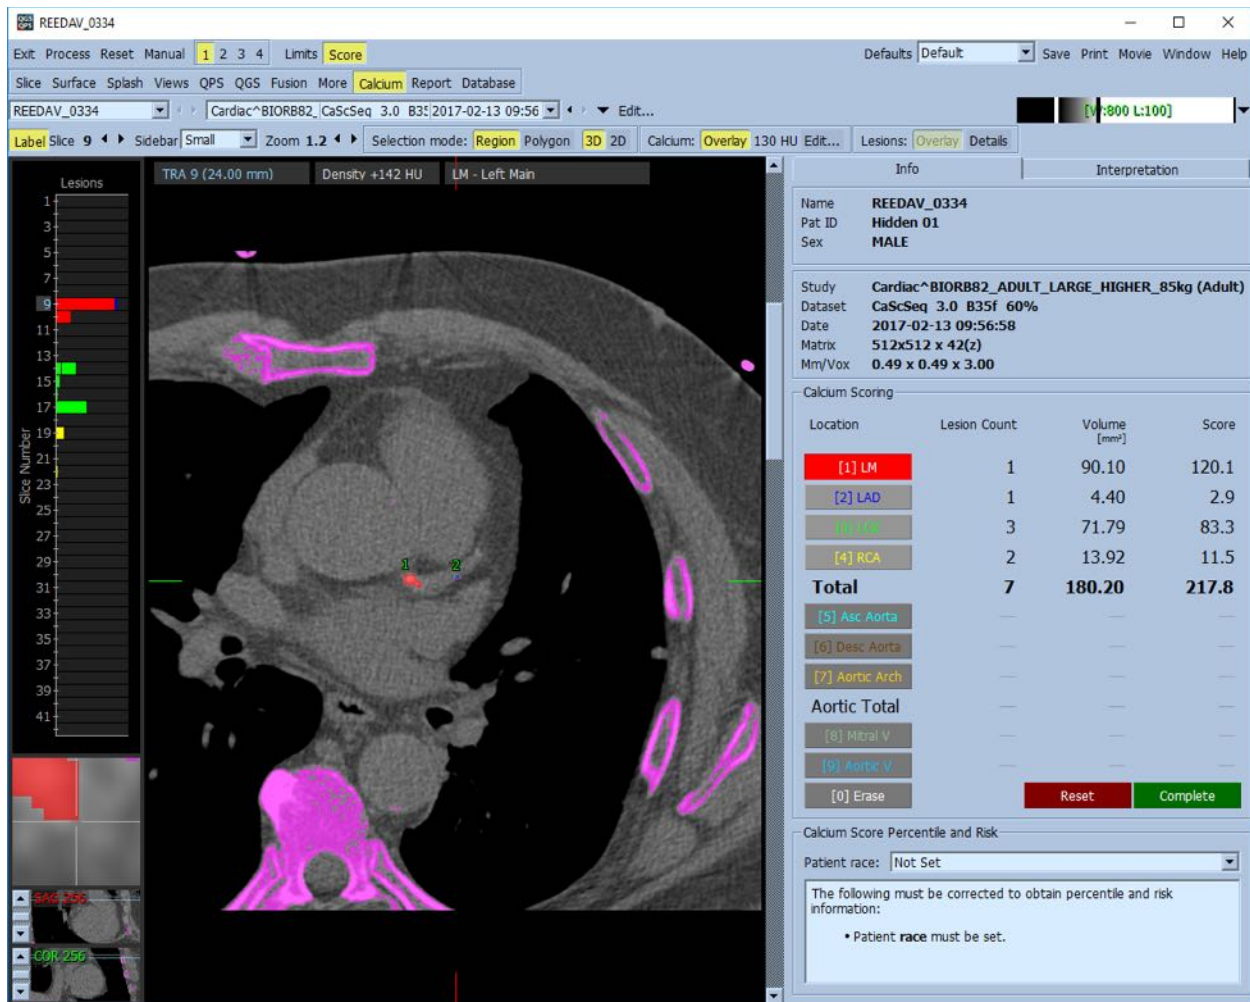 REEDAV_0334
Exit Process Reset Manual 1 2 3 4 Limits Score Defaults Default Save Print Movie Window Help
Slice Surface Splash Views QPS QGS Fusion More Calcium Report Database
REEDAV_0334 Cardiac^BIORB82_ CaScSeq 3.0 B35f 2017-02-13 09:56 Edit... [W:800 L:100]
Label Slice 9 Sidebar Small Zoom 1.2 Selection mode: Region Polygon 3D 2D Calcium: Overlay 130 HU Edit... Lesions: Overlay Details
Lesions
1
3
5
7
9
11
13
15
17
19
21
23
25
27
29
31
33
35
37
39
41
Slice Number
TRA 9 (24.00 mm) Density +142 HU LM - Left Main
1 2
SAG 256
COR 256
Info Interpretation
Name REEDAV_0334
Pat ID Hidden 01
Sex MALE
Study Cardiac^BIORB82_ADULT_LARGE_HIGHER_85kg (Adult)
Dataset CaScSeq 3.0 B35f 60%
Date 2017-02-13 09:56:58
Matrix 512x512 x 42(z)
Mm/Vox 0.49 x 0.49 x 3.00
Calcium Scoring
Location Lesion Count Volume Score
[mm³]
[1] LM 1 90.10 120.1
[2] LAD 1 4.40 2.9
3 71.79 83.3
[4] RCA 2 13.92 11.5
Total 7 180.20 217.8
[5] Asc Aorta — — —
[6] Desc Aorta — — —
[7] Aortic Arch — — —
Aortic Total — — —
[8] Mitral V — — —
[9] Aortic V — — —
[0] Erase Reset Complete
Calcium Score Percentile and Risk
Patient race: Not Set
The following must be corrected to obtain percentile and risk
information:
• Patient race must be set.